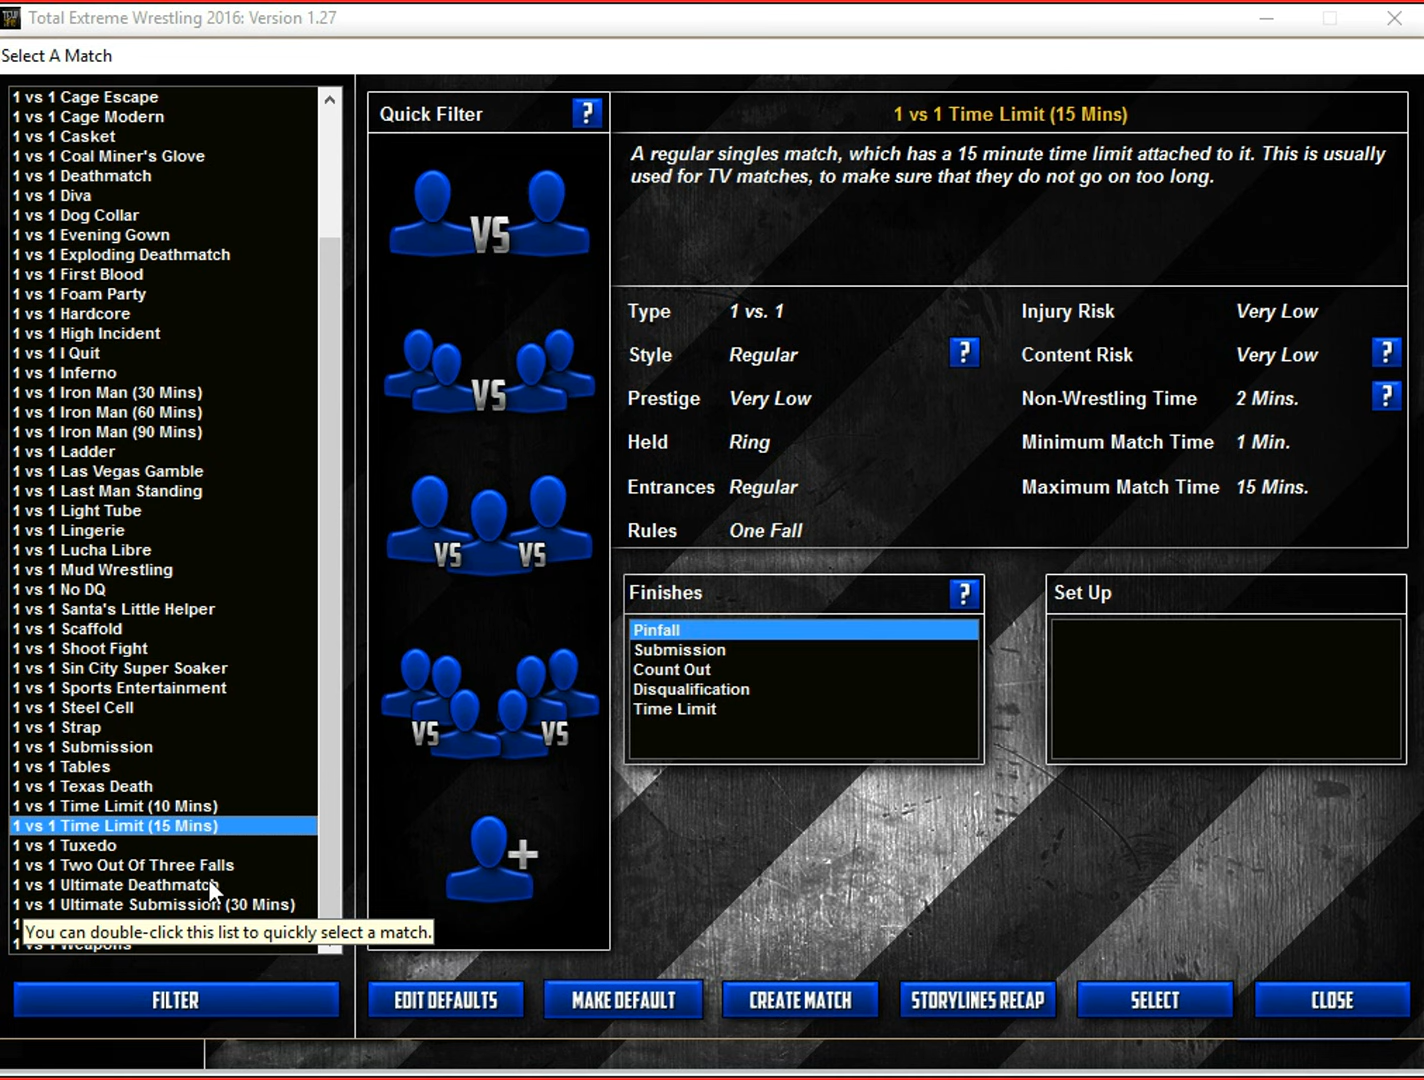 Total Extreme Wrestling 2016: Version 1.27
Select A Match
1 vs 1 Cage Escape
1 vs 1 Cage Modern
1 vs 1 Casket
1 vs 1 Coal Miner's Glove
1 vs 1 Deathmatch
1 vs 1 Diva
1 vs 1 Dog Collar
1 vs 1 Evening Gown
1 vs 1 Exploding Deathmatch
1 vs 1 First Blood
1 vs 1 Foam Party
1 vs 1 Hardcore
1 vs 1 High Incident
1 vs 1 I Quit
1 vs 1 Inferno
1 vs 1 Iron Man (30 Mins)
1 vs 1 Iron Man (60 Mins)
1 vs 1 Iron Man (90 Mins)
1 vs 1 Ladder
1 vs 1 Las Vegas Gamble
1 vs 1 Last Man Standing
1 vs 1 Light Tube
1 vs 1 Lingerie
1 vs 1 Lucha Libre
1 vs 1 Mud Wrestling
1 vs 1 No DQ
1 vs 1 Santa's Little Helper
1 vs 1 Scaffold
1 vs 1 Shoot Fight
1 vs 1 Sin City Super Soaker
1 vs 1 Sports Entertainment
1 vs 1 Steel Cell
1 vs 1 Strap
1 vs 1 Submission
1 vs 1 Tables
1 vs 1 Texas Death
1 vs 1 Time Limit (10 Mins)
1 vs 1 Time Limit (15 Mins)
1 vs 1 Tuxedo
1 vs 1 Two Out Of Three Falls
1 vs 1 Ultimate Deathmatch
1 vs 1 Ultimate Submission (30 Mins)
1
You can double-click this list to quickly select a match.
1 vs 1 Weapons
FILTER
Quick Filter ?
VS
VS
VS VS
VS VS
1 vs 1 Time Limit (15 Mins)
A regular singles match, which has a 15 minute time limit attached to it. This is usually
used for TV matches, to make sure that they do not go on too long.
Type 1 vs. 1
Style Regular ?
Prestige Very Low
Held Ring
Entrances Regular
Rules One Fall
Injury Risk Very Low
Content Risk Very Low ?
Non-Wrestling Time 2 Mins. ?
Minimum Match Time 1 Min.
Maximum Match Time 15 Mins.
Finishes ?
Pinfall
Submission
Count Out
Disqualification
Time Limit
Set Up
EDIT DEFAULTS
MAKE DEFAULT
CREATE MATCH
STORYLINES RECAP
SELECT
CLOSE